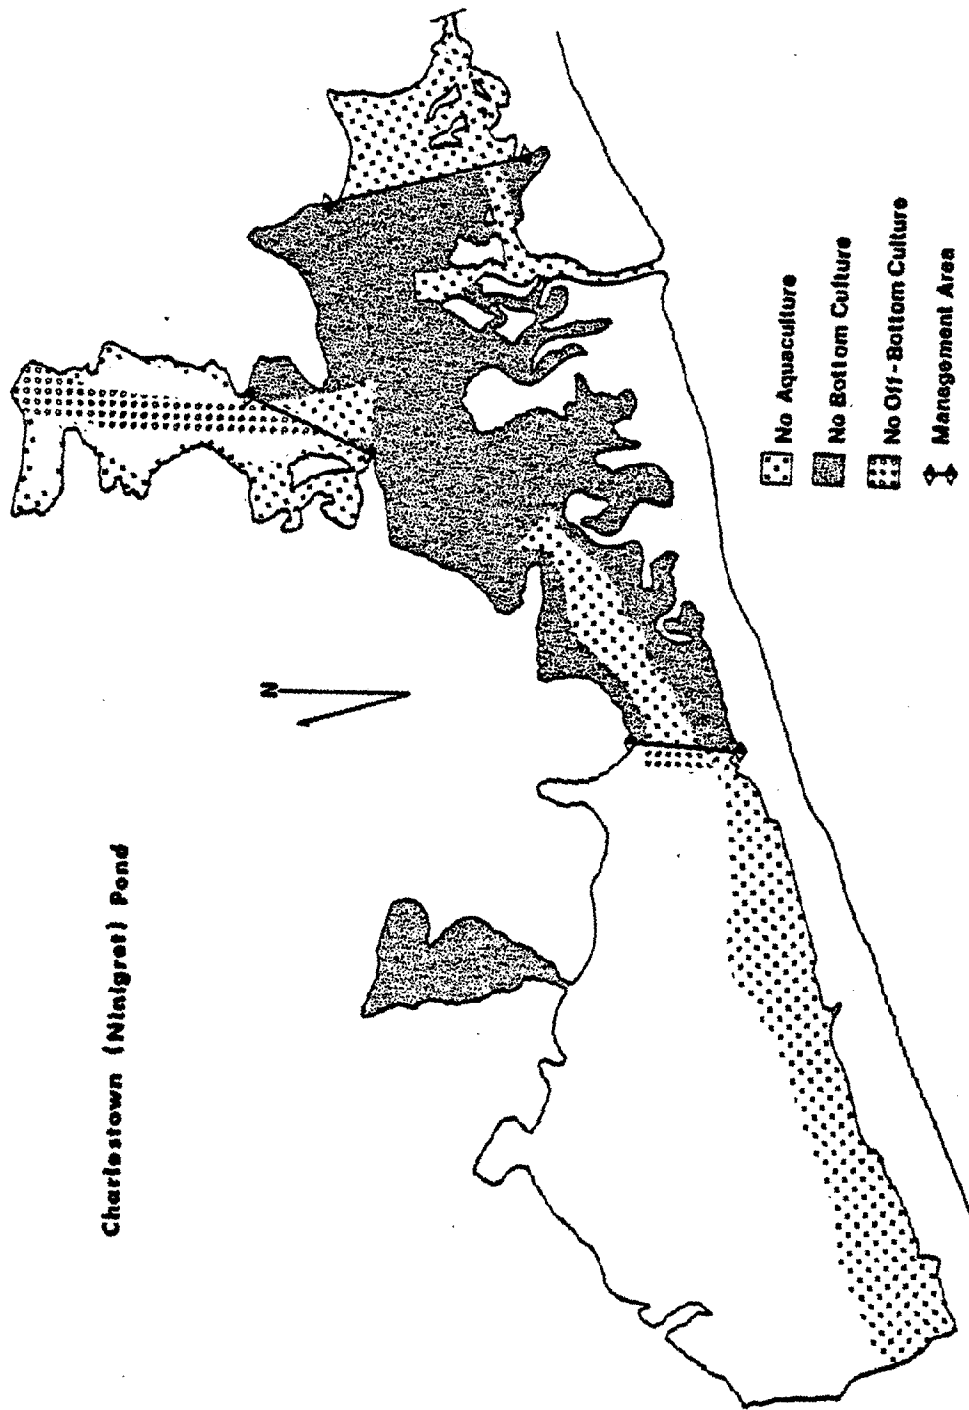 Charlestown (Ninigret) Pond
N
No Aquaculture
No Bottom Culture
No Off-Bottom Culture
Management Area